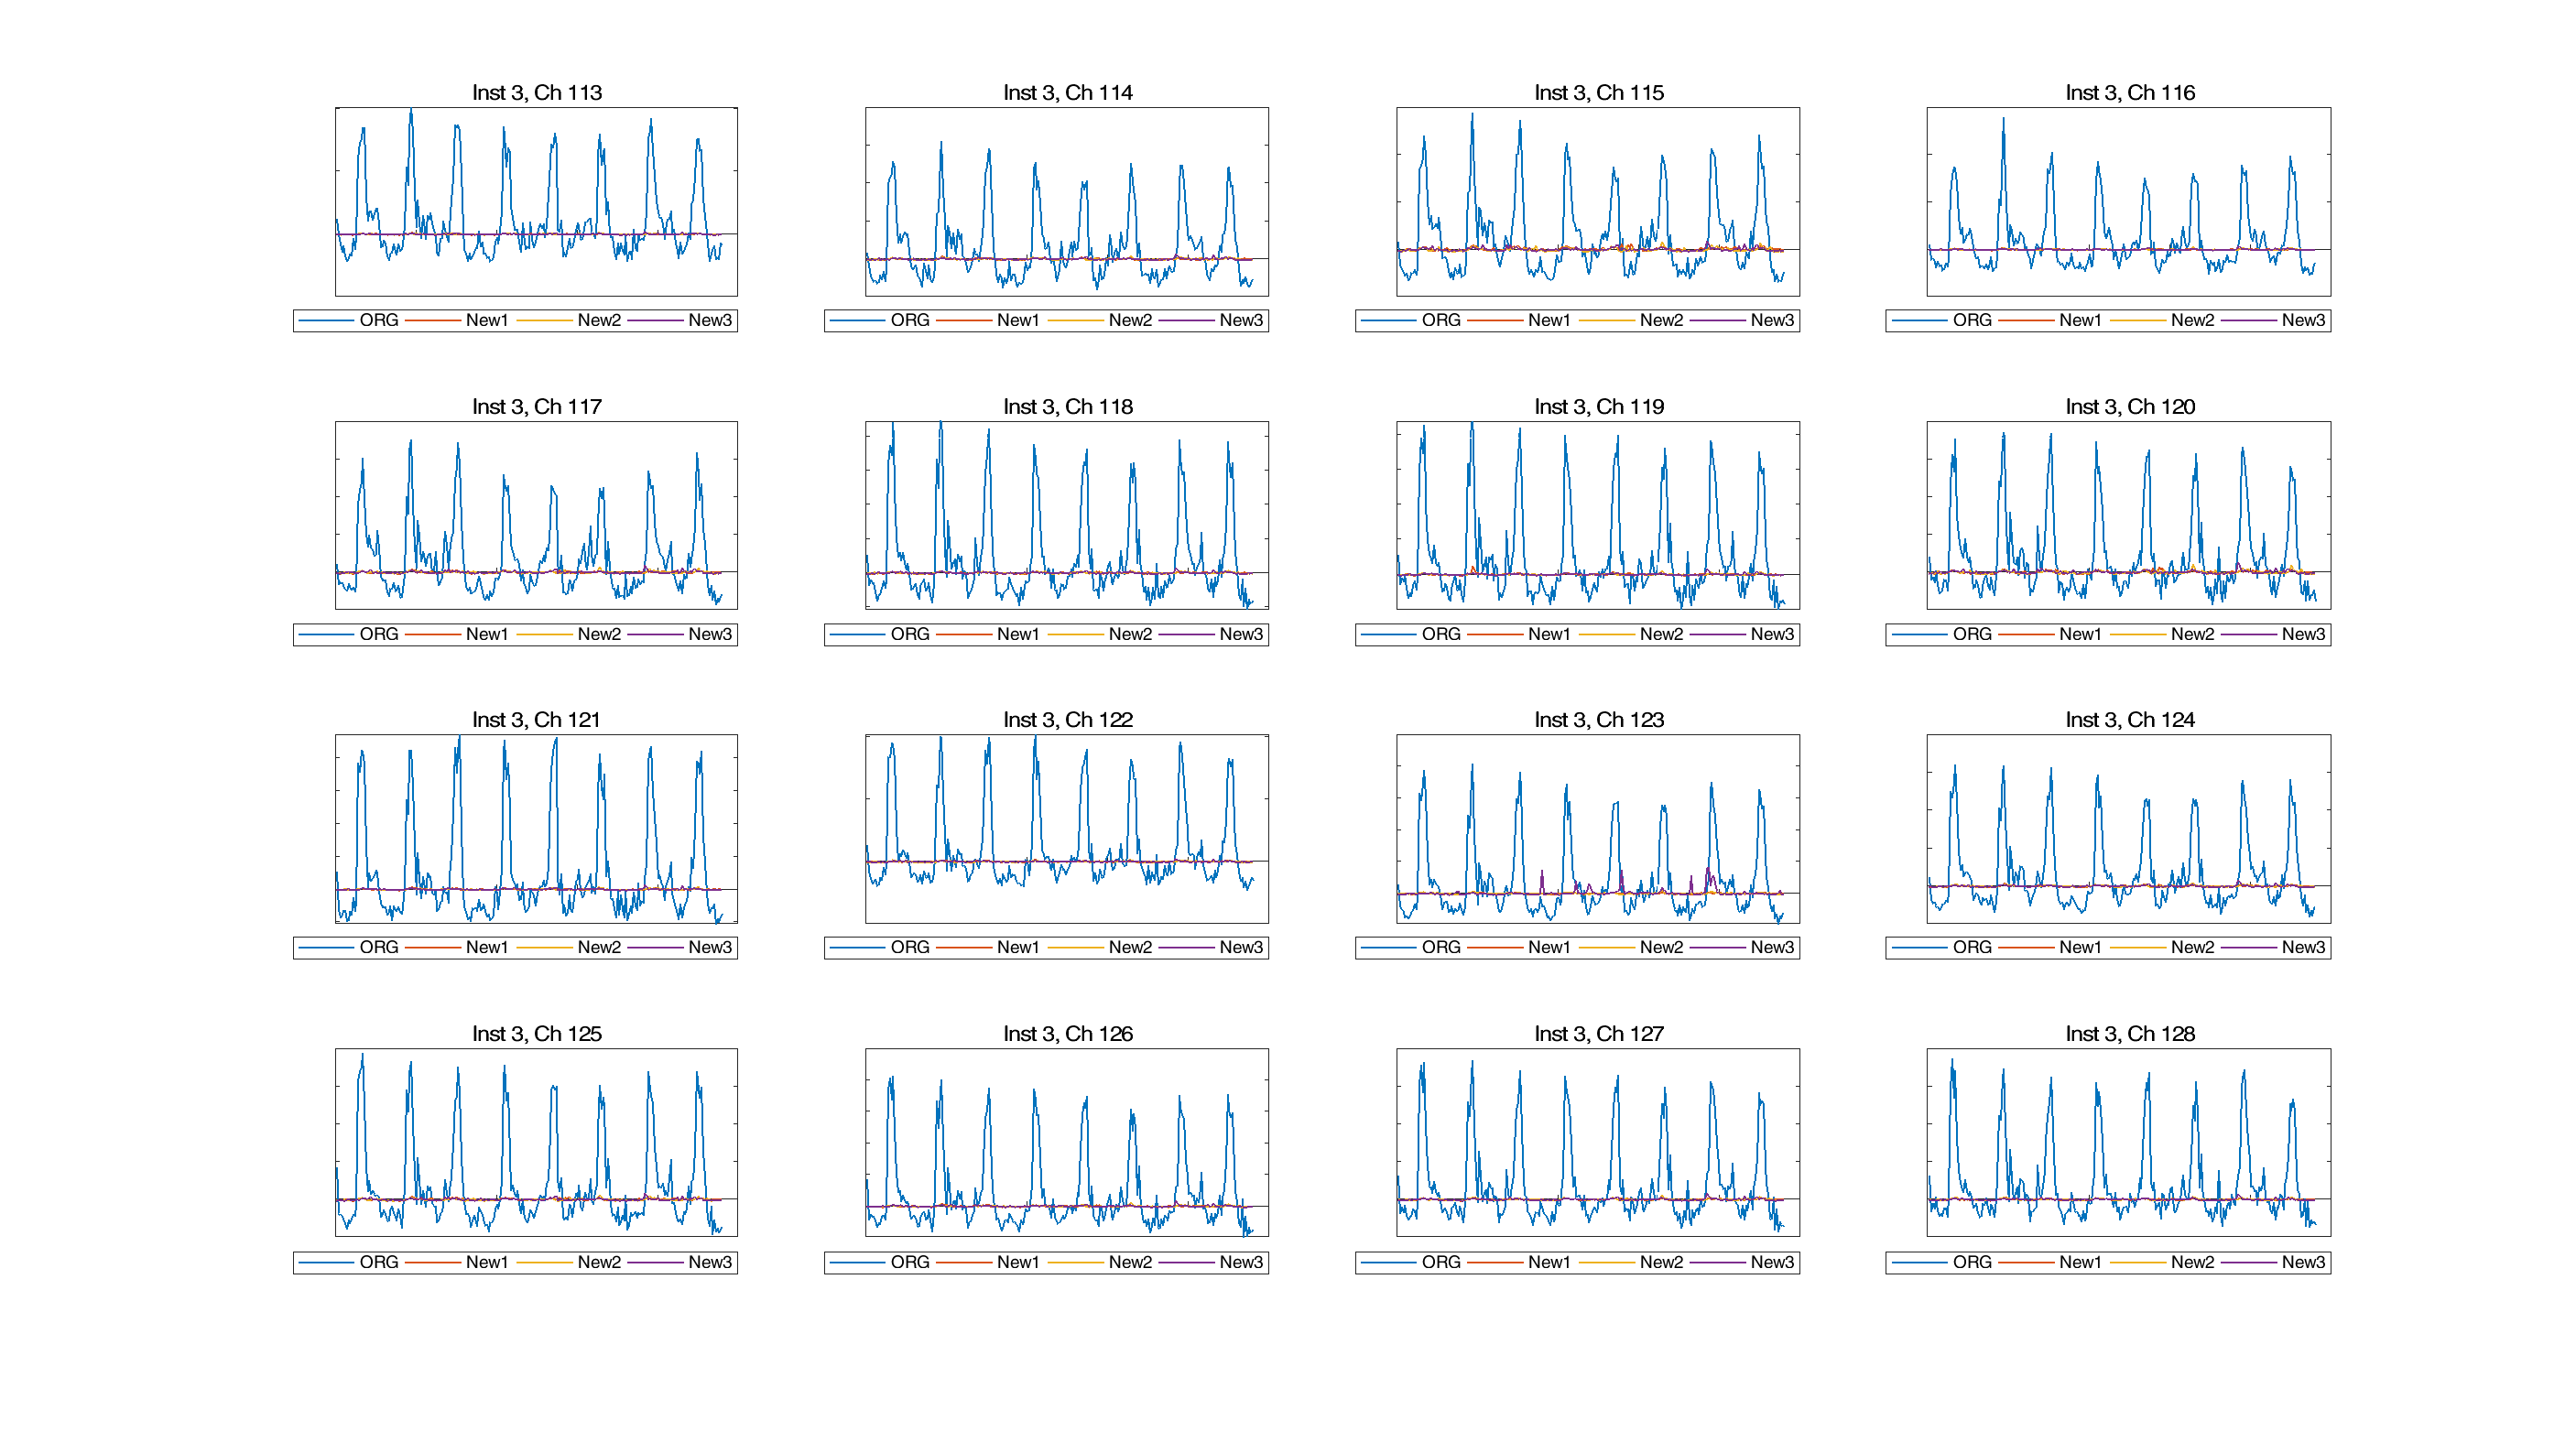 Inst 3, Ch 113
Inst 3, Ch 114
Inst 3, Ch 115
Inst 3, Ch 116
ORG New1 New2 New3
ORG New1 New2 New3
ORG New1 New2 New3
ORG New1 New2 New3
Inst 3, Ch 117
Inst 3, Ch 118
Inst 3, Ch 119
Inst 3, Ch 120
ORG New1 New2 New3
ORG New1 New2 New3
ORG New1 New2 New3
ORG New1 New2 New3
Inst 3, Ch 121
Inst 3, Ch 122
Inst 3, Ch 123
Inst 3, Ch 124
ORG New1 New2 New3
ORG New1 New2 New3
ORG New1 New2 New3
ORG New1 New2 New3
Inst 3, Ch 125
Inst 3, Ch 126
Inst 3, Ch 127
Inst 3, Ch 128
ORG New1 New2 New3
ORG New1 New2 New3
ORG New1 New2 New3
ORG New1 New2 New3